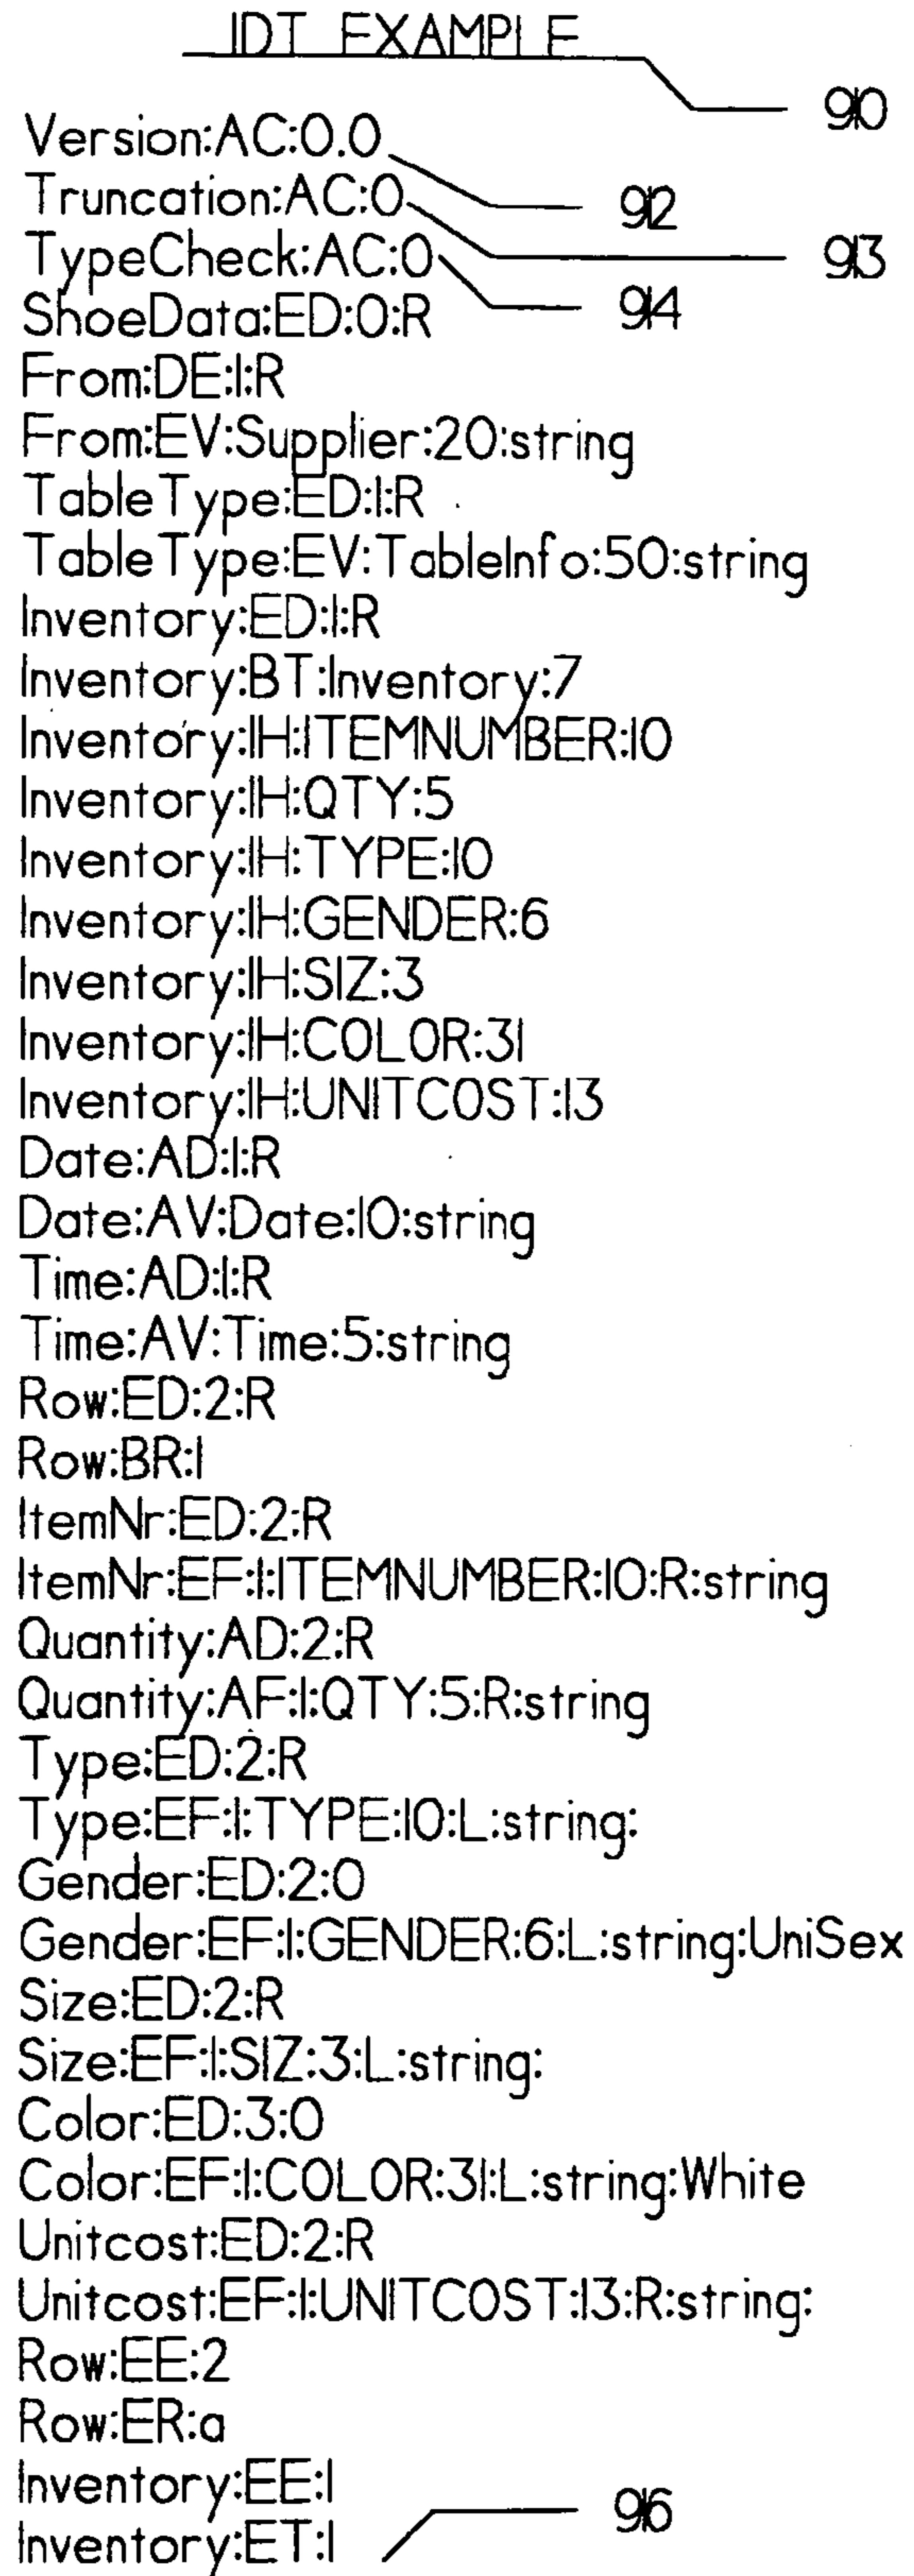 IDT EXAMPLE
910
Version:AC:0.0
912
Truncation:AC:0
913
TypeCheck:AC:0
914
ShoeData:ED:0:R
From:DE:1:R
From:EV:Supplier:20:string
TableType:ED:1:R
TableType:EV:TableInfo:50:string
Inventory:ED:1:R
Inventory:BT:Inventory:7
Inventory:IH:ITEMNUMBER:10
Inventory:IH:QTY:5
Inventory:IH:TYPE:10
Inventory:IH:GENDER:6
Inventory:IH:SIZ:3
Inventory:IH:COLOR:31
Inventory:IH:UNITCOST:13
Date:AD:1:R
Date:AV:Date:10:string
Time:AD:1:R
Time:AV:Time:5:string
Row:ED:2:R
Row:BR:1
ItemNr:ED:2:R
ItemNr:EF:1:ITEMNUMBER:10:R:string
Quantity:AD:2:R
Quantity:AF:1:QTY:5:R:string
Type:ED:2:R
Type:EF:1:TYPE:10:L:string:
Gender:ED:2:0
Gender:EF:1:GENDER:6:L:string:UniSex
Size:ED:2:R
Size:EF:1:SIZ:3:L:string:
Color:ED:3:0
Color:EF:1:COLOR:31:L:string:White
Unitcost:ED:2:R
Unitcost:EF:1:UNITCOST:13:R:string:
Row:EE:2
Row:ER:a
Inventory:EE:1
Inventory:ET:1
916